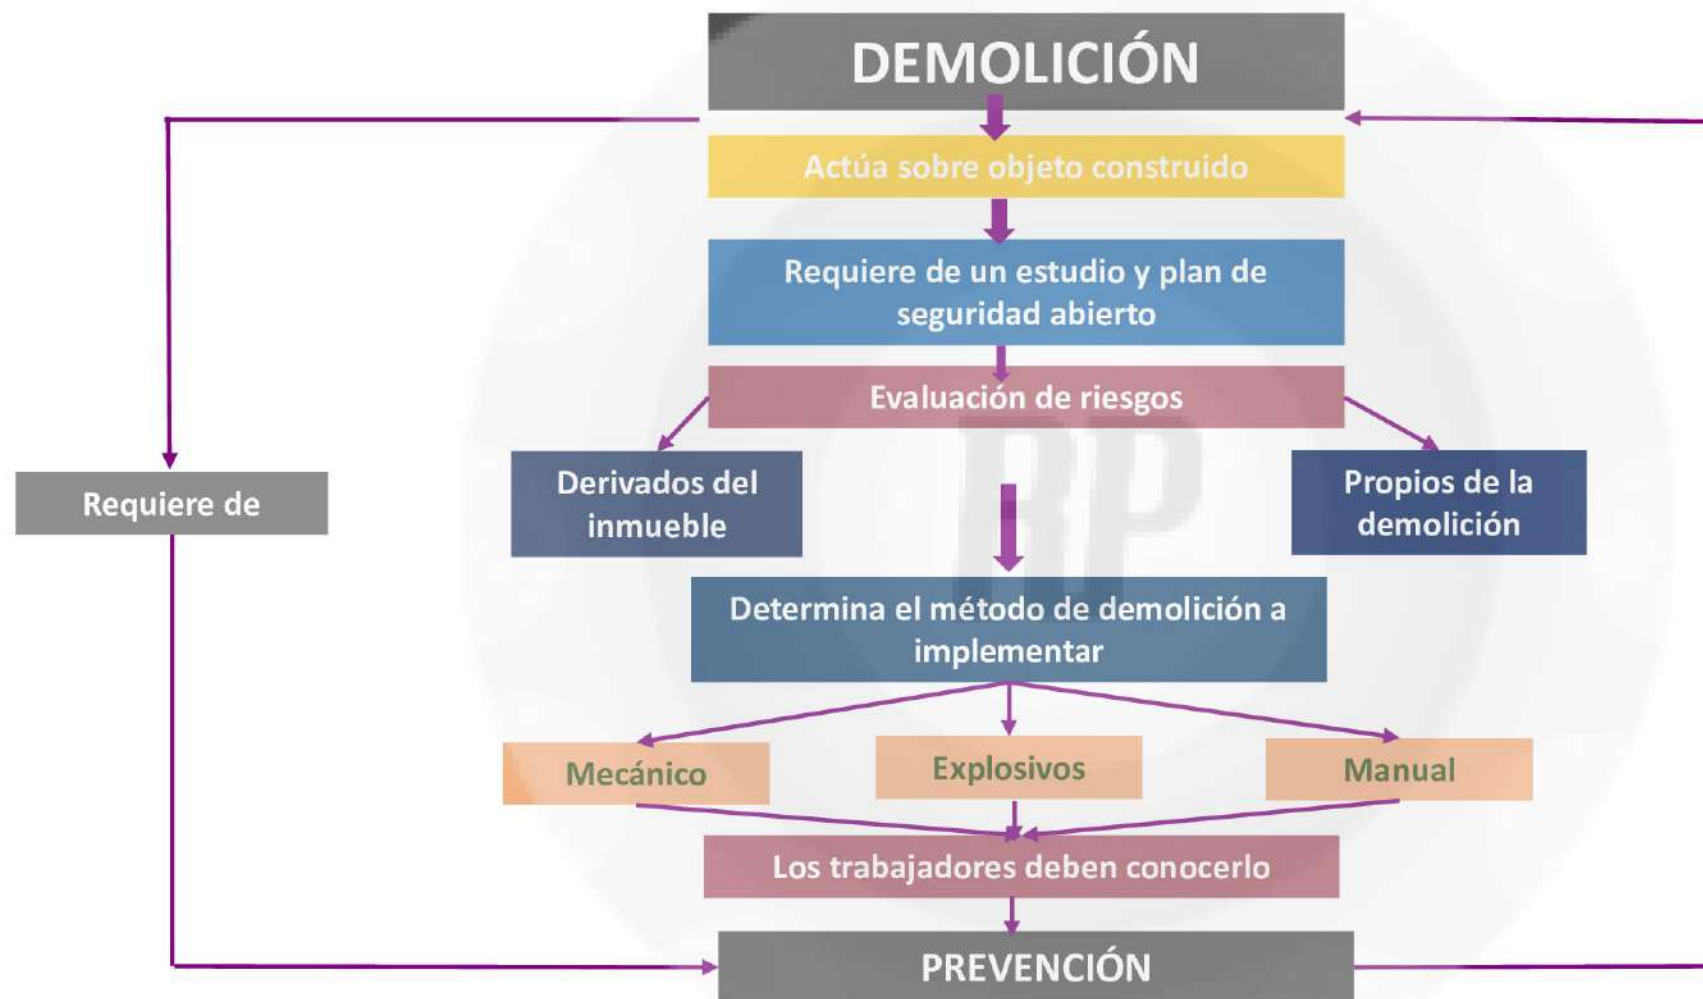 DEMOLICIÓN
Actúa sobre objeto construido
Requiere de un estudio y plan de
seguridad abierto
Evaluación de riesgos
Derivados del
inmueble
Propios de la
demolición
Requiere de
RP
Determina el método de demolición a
implementar
Mecánico
Explosivos
Manual
Los trabajadores deben conocerlo
PREVENCIÓN